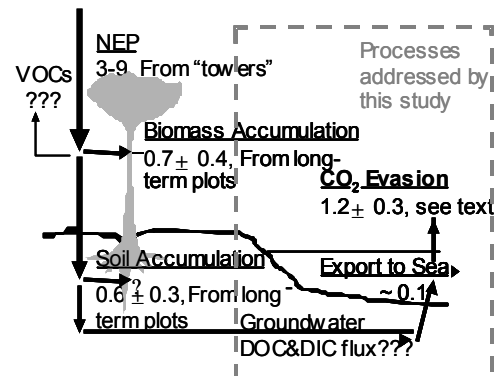 NEP
3-9, From “towers”
VOCs
???
Processes
addressed by
this study
Biomass Accumulation
0.7± 0.4, From long-
term plots
CO₂ Evasion
1.2± 0.3, see text
Soil Accumulation
?
0.6 ± 0.3, From long-
term plots
Export to Sea
~ 0.1
Groundwater
DOC&DIC flux???